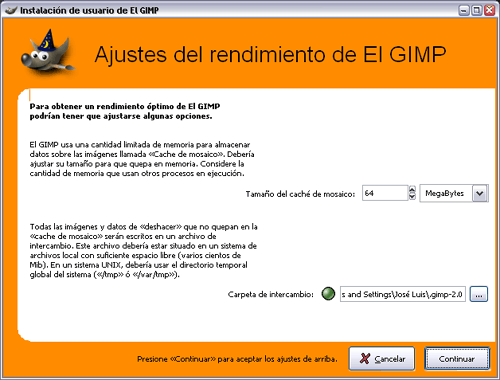 Instalación de usuario de El GIMP
Ajustes del rendimiento de El GIMP
Para obtener un rendimiento óptimo de El GIMP
podrían tener que ajustarse algunas opciones.
El GIMP usa una cantidad limitada de memoria para almacenar
datos sobre las imágenes llamada «Cache de mosaico». Debería
ajustar su tamaño para que quepa en memoria. Considere la
cantidad de memoria que usan otros procesos en ejecución.
Tamaño del caché de mosaico: 64 MegaBytes
Todas las imágenes y datos de «deshacer» que no quepan en la
«cache de mosaico» serán escritos en un archivo de
intercambio. Este archivo debería estar situado en un sistema de
archivos local con suficiente espacio libre (varios cientos de
Mib). En un sistema UNIX, debería usar el directorio temporal
global del sistema («/tmp» ó «/var/tmp»).
Carpeta de intercambio: s and Settings\José Luis\.gimp-2.0 ...
Presione «Continuar» para aceptar los ajustes de arriba. Cancelar Continuar